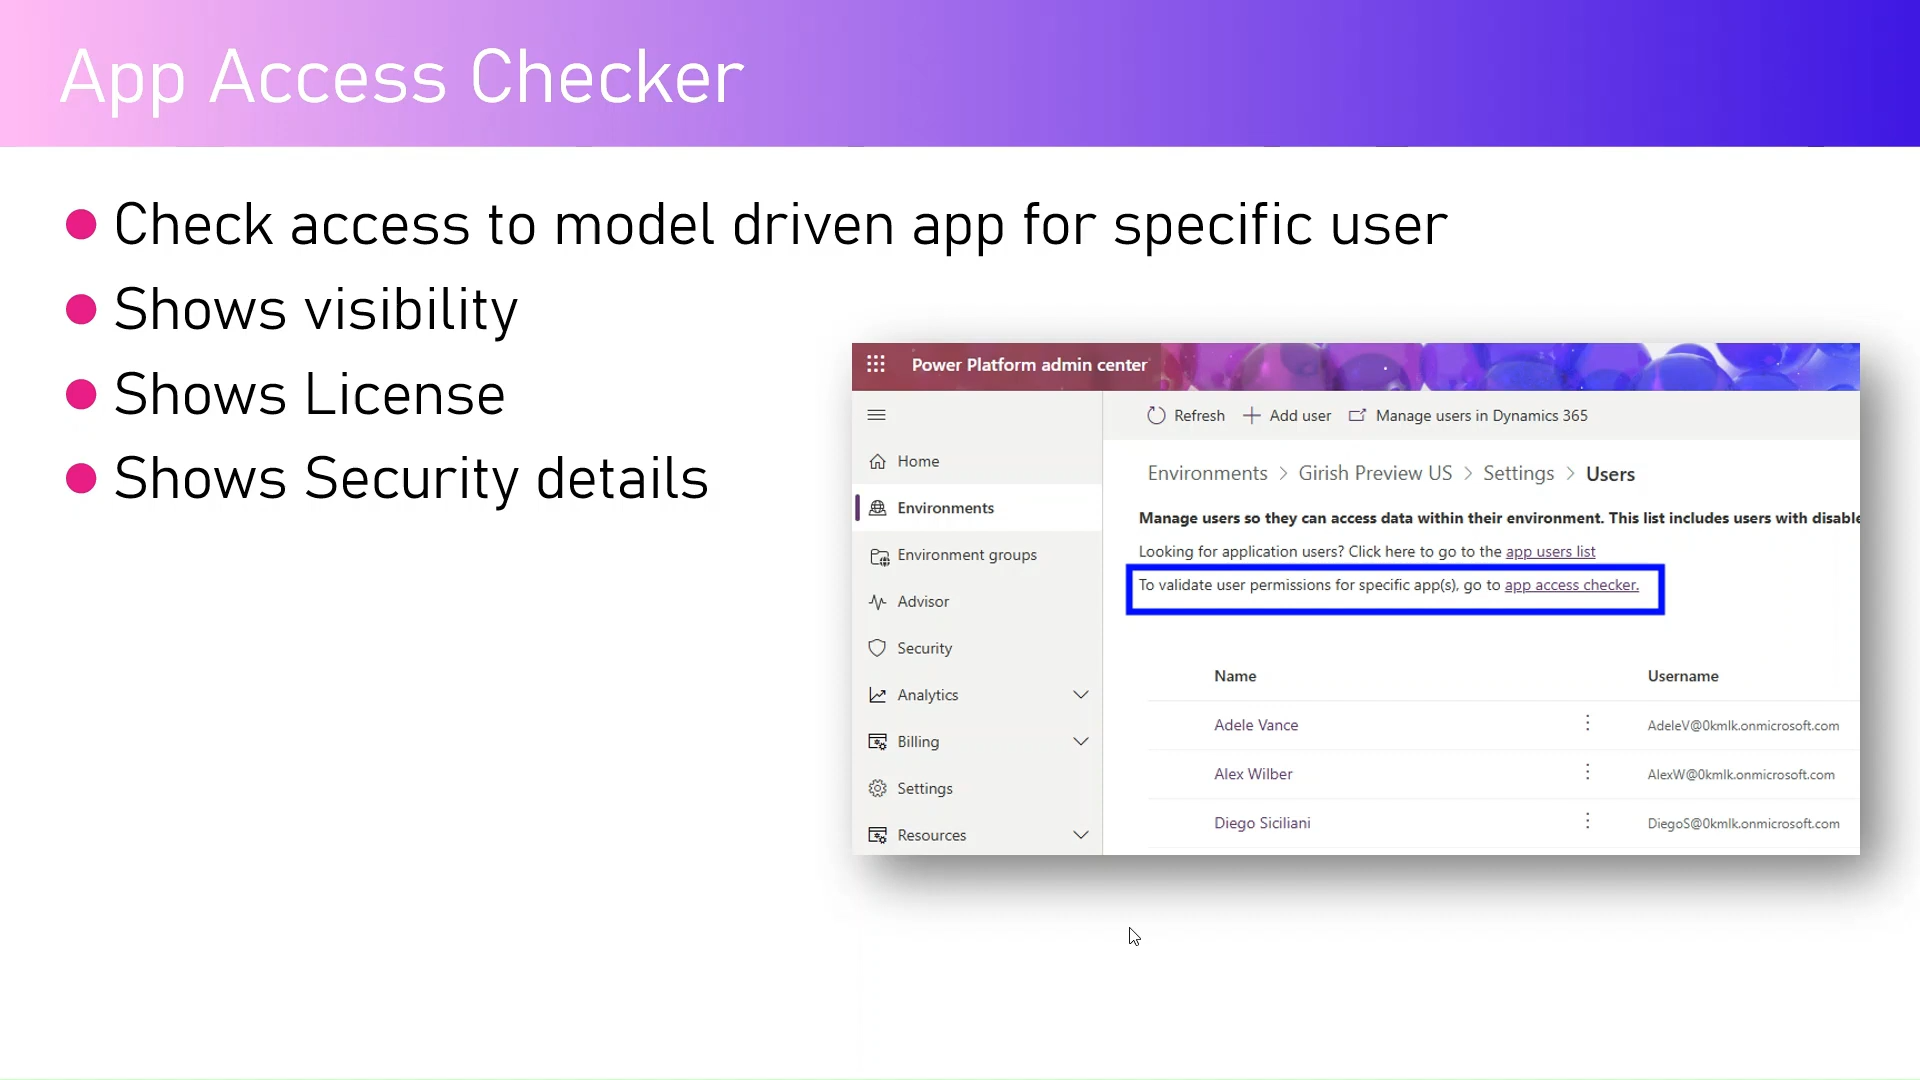 App Access Checker
Check access to model driven app for specific user
Shows visibility
Shows License
Shows Security details
Power Platform admin center
Refresh
Add user
Manage users in Dynamics 365
Home
Environments
Environment groups
Advisor
Security
Analytics
Billing
Settings
Resources
Environments > Girish Preview US > Settings > Users
Manage users so they can access data within their environment. This list includes users with disable
Looking for application users? Click here to go to the app users list
To validate user permissions for specific app(s), go to app access checker.
Name Username
Adele Vance AdeleV@0kmlk.onmicrosoft.com
Alex Wilber AlexW@0kmlk.onmicrosoft.com
Diego Siciliani DiegoS@0kmlk.onmicrosoft.com